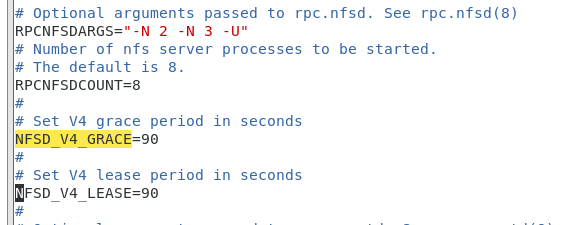 # Optional arguments passed to rpc.nfsd. See rpc.nfsd(8)
RPCNFSDARGS="-N 2 -N 3 -U"
# Number of nfs server processes to be started.
# The default is 8.
RPCNFSDCOUNT=8
#
# Set V4 grace period in seconds
NFSD_V4_GRACE=90
#
# Set V4 lease period in seconds
NFSD_V4_LEASE=90
#